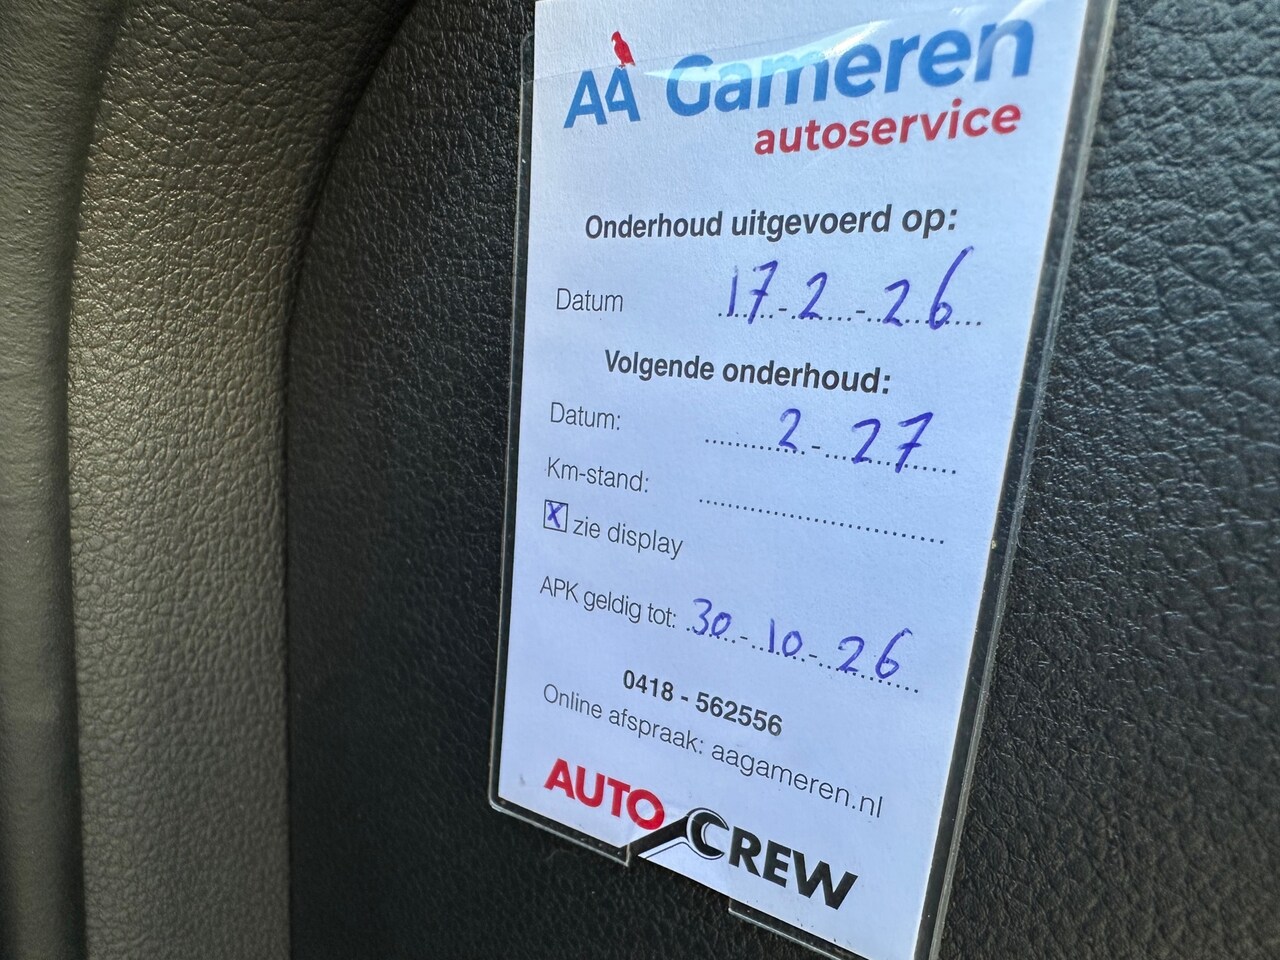 AA Gameren
autoservice
Onderhoud uitgevoerd op:
Datum 17-2-26
Volgende onderhoud:
Datum: 2-27
Km-stand:
x zie display
APK geldig tot: 30-10-26
0418 - 562556
Online afspraak: aagameren.nl
AUTO CREW